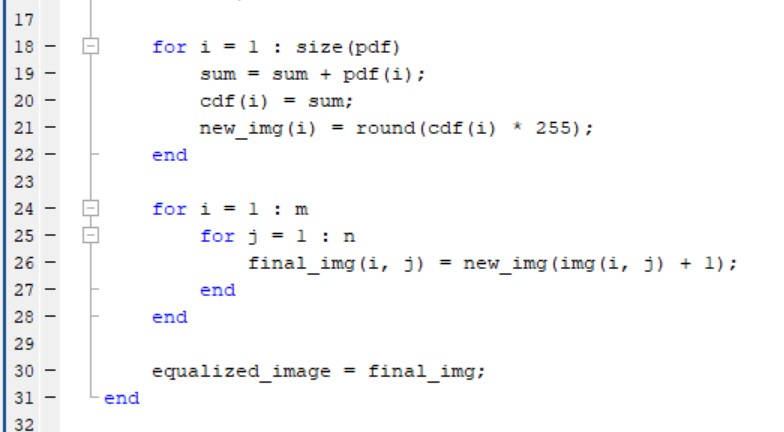 17
18 - for i = 1 : size(pdf)
19 - sum = sum + pdf(i);
20 - cdf(i) = sum;
21 - new_img(i) = round(cdf(i) * 255);
22 - end
23
24 - for i = 1 : m
25 - for j = 1 : n
26 - final_img(i, j) = new_img(img(i, j) + 1);
27 - end
28 - end
29
30 - equalized_image = final_img;
31 - end
32